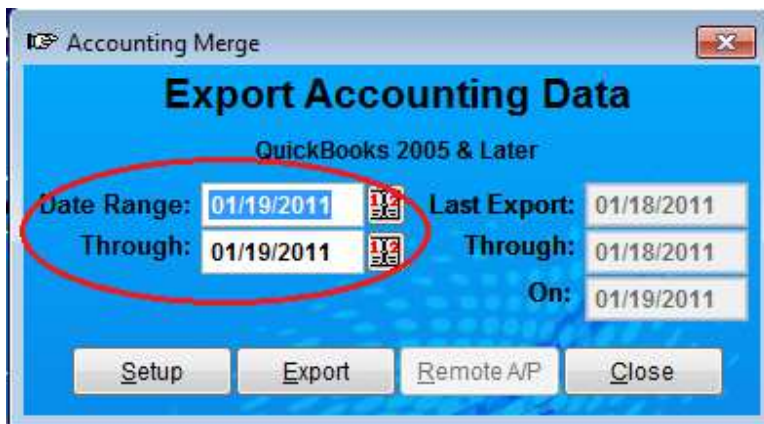 Accounting Merge
Export Accounting Data
QuickBooks 2005 & Later
Date Range: 01/19/2011 Last Export: 01/18/2011
Through: 01/19/2011 Through: 01/18/2011
On: 01/19/2011
Setup Export Remote A/P Close